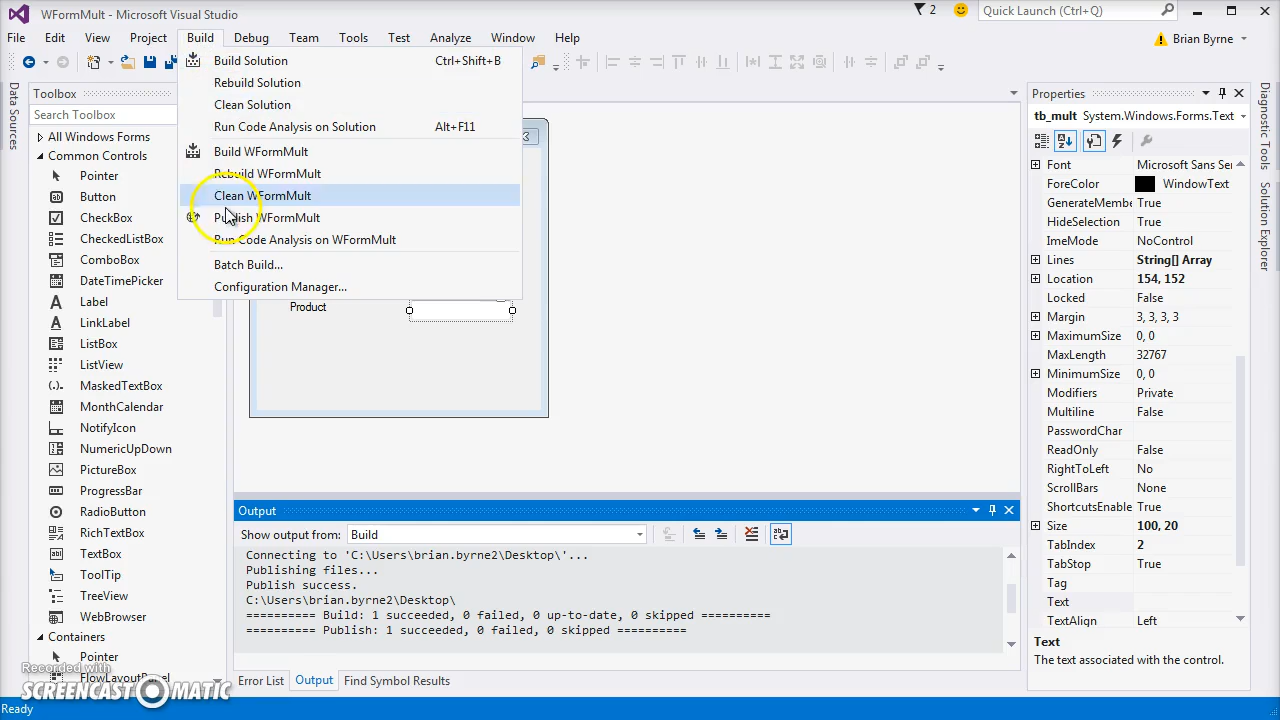 WFormMult - Microsoft Visual Studio
2
Quick Launch (Ctrl+Q)
File Edit View Project Build Debug Team Tools Test Analyze Window Help
Brian Byrne
Data Sources
Toolbox
Search Toolbox
All Windows Forms
Common Controls
Pointer
Button
CheckBox
CheckedListBox
ComboBox
DateTimePicker
Label
LinkLabel
ListBox
ListView
MaskedTextBox
MonthCalendar
NotifyIcon
NumericUpDown
PictureBox
ProgressBar
RadioButton
RichTextBox
TextBox
ToolTip
TreeView
WebBrowser
Containers
Pointer
FlowLayoutPanel
Build Solution Ctrl+Shift+B
Rebuild Solution
Clean Solution
Run Code Analysis on Solution Alt+F11
Build WFormMult
Rebuild WFormMult
Clean WFormMult
Publish WFormMult
Run Code Analysis on WFormMult
Batch Build...
Configuration Manager...
Product
Output
Show output from: Build
Connecting to 'C:\Users\brian.byrne2\Desktop\'...
Publishing files...
Publish success.
C:\Users\brian.byrne2\Desktop\
========== Build: 1 succeeded, 0 failed, 0 up-to-date, 0 skipped ==========
========== Publish: 1 succeeded, 0 failed, 0 skipped ==========
Error List Output Find Symbol Results
Properties
tb_mult System.Windows.Forms.Text
Font Microsoft Sans Ser
ForeColor WindowText
GenerateMembe True
HideSelection True
ImeMode NoControl
Lines String[] Array
Location 154, 152
Locked False
Margin 3, 3, 3, 3
MaximumSize 0, 0
MaxLength 32767
MinimumSize 0, 0
Modifiers Private
Multiline False
PasswordChar
ReadOnly False
RightToLeft No
ScrollBars None
ShortcutsEnable True
Size 100, 20
TabIndex 2
TabStop True
Tag
Text
TextAlign Left
Text
The text associated with the control.
Diagnostic Tools
Solution Explorer
Recorded with
SCREENCAST-O-MATIC
Ready